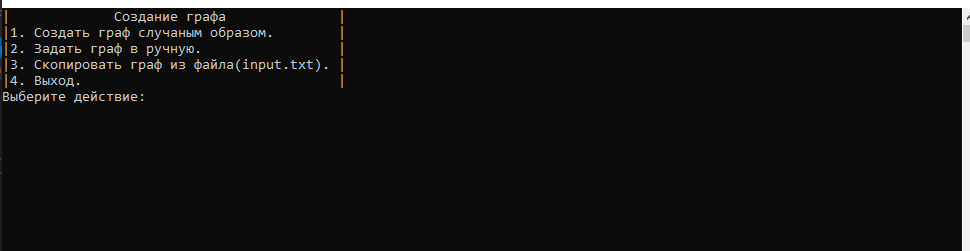 | Создание графа |
|1. Создать граф случаным образом. |
|2. Задать граф в ручную. |
|3. Скопировать граф из файла(input.txt). |
|4. Выход. |
Выберите действие: